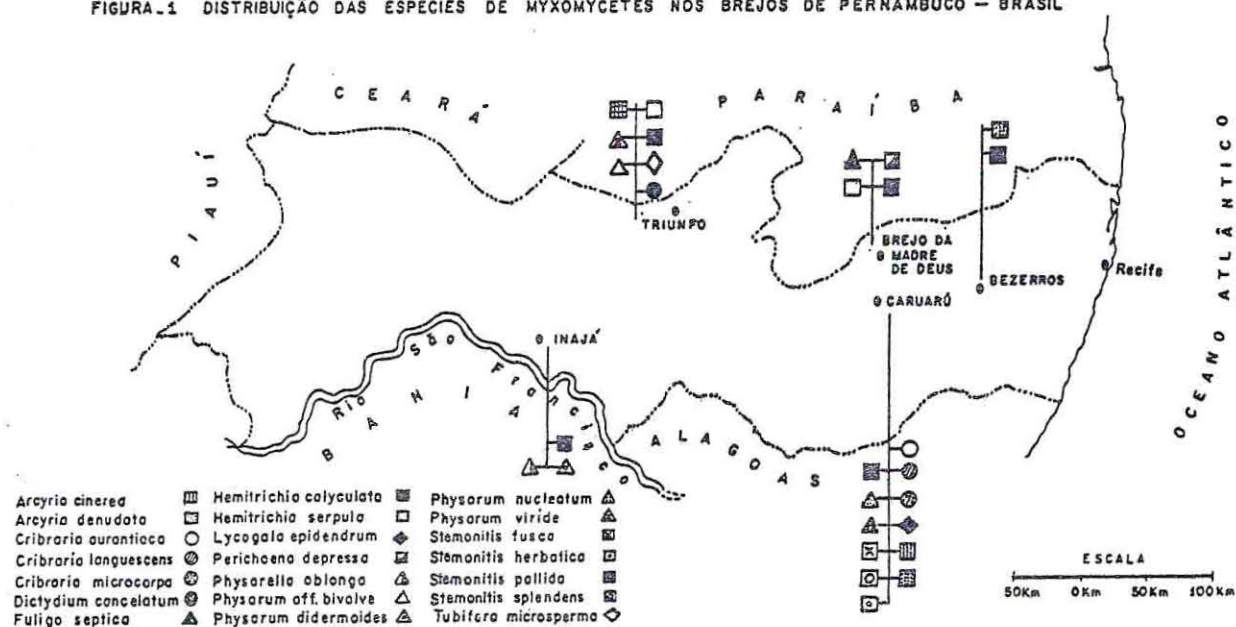 FIGURA_1 DISTRIBUIÇÃO DAS ESPÉCIES DE MYXOMYCETES NOS BREJOS DE PERNAMBUCO — BRASIL
CEARÁ
PARAÍBA
PIAUÍ
OCEANO ATLÂNTICO
TRIUNFO
BREJO DA
MADRE
DE DEUS
BEZERROS
Recife
CARUARÚ
INAJÁ
Rio São Francisco
BAHIA
ALAGOAS
Arcyria cinerea
Arcyria denudata
Cribraria aurantiaca
Cribraria languescens
Cribraria microcarpa
Dictydium cancelatum
Fuligo septica
Hemitrichia calyculata
Hemitrichia serpula
Lycogala epidendrum
Perichaena depressa
Physarella oblonga
Physarum aff. bivalve
Physarum didermoides
Physarum nucleatum
Physarum viride
Stemonitis fusca
Stemonitis herbatica
Stemonitis pallida
Stemonitis splendens
Tubifera microsperma
ESCALA
50Km 0Km 50Km 100Km